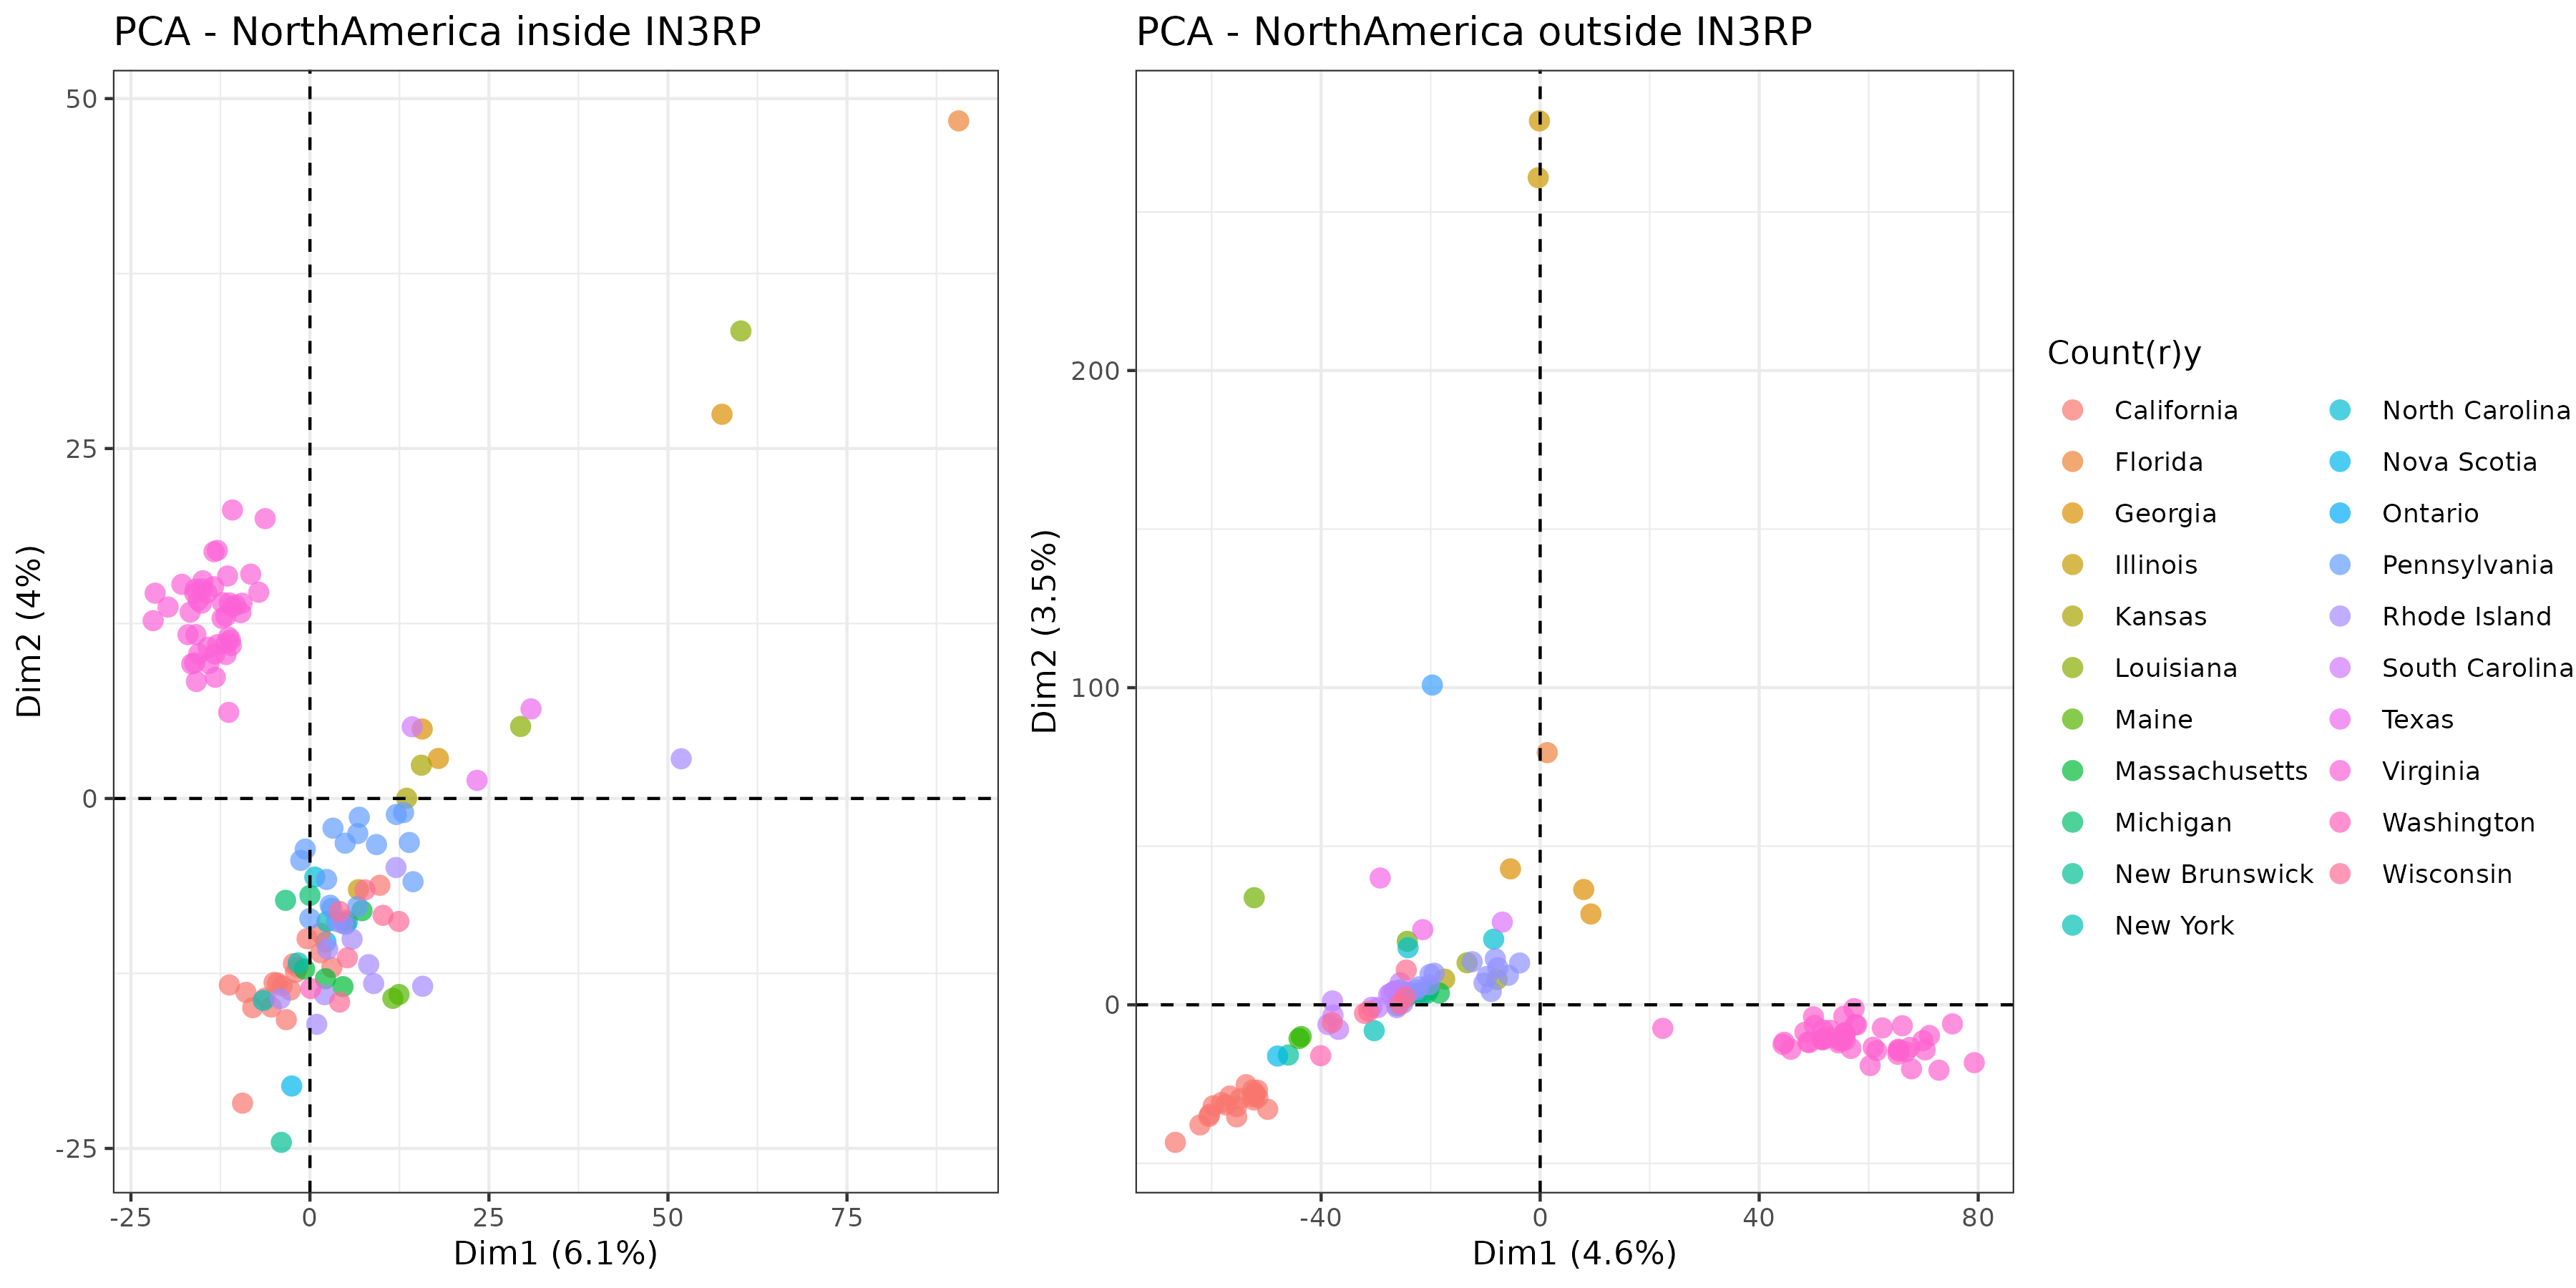 PCA - NorthAmerica inside IN3RP
50
25
0
-25
Dim2 (4%)
-25
0
25
50
75
Dim1 (6.1%)
PCA - NorthAmerica outside IN3RP
200
100
0
Dim2 (3.5%)
-40
0
40
80
Dim1 (4.6%)
Count(r)y
California
Florida
Georgia
Illinois
Kansas
Louisiana
Maine
Massachusetts
Michigan
New Brunswick
New York
North Carolina
Nova Scotia
Ontario
Pennsylvania
Rhode Island
South Carolina
Texas
Virginia
Washington
Wisconsin